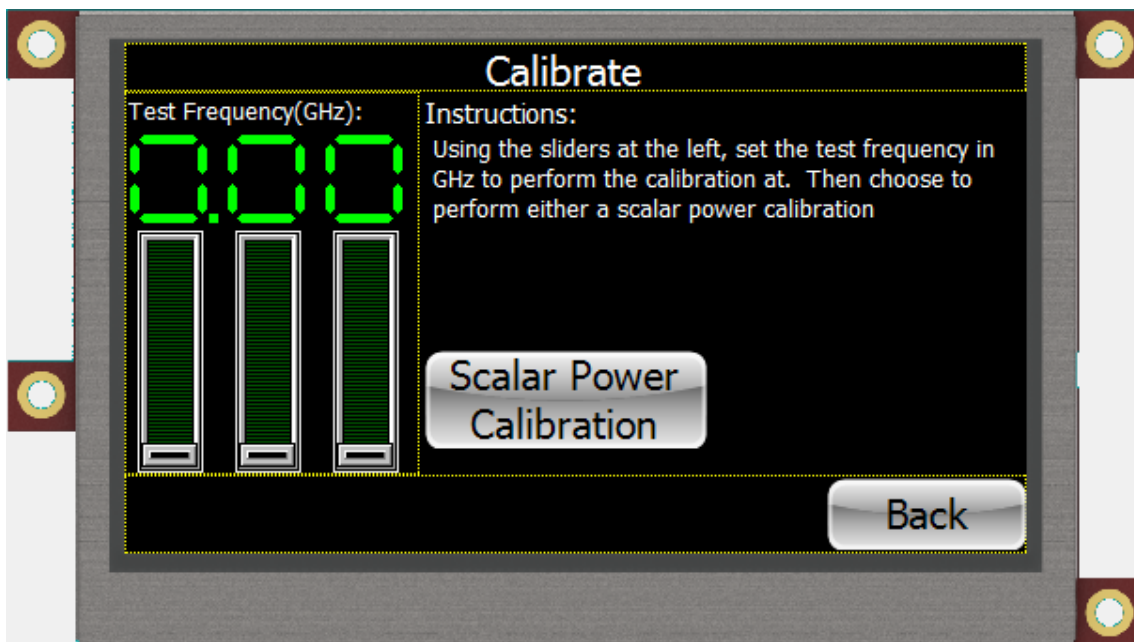 Calibrate
Test Frequency(GHz):
0.00
Instructions:
Using the sliders at the left, set the test frequency in
GHz to perform the calibration at.  Then choose to
perform either a scalar power calibration
Scalar Power
Calibration
Back